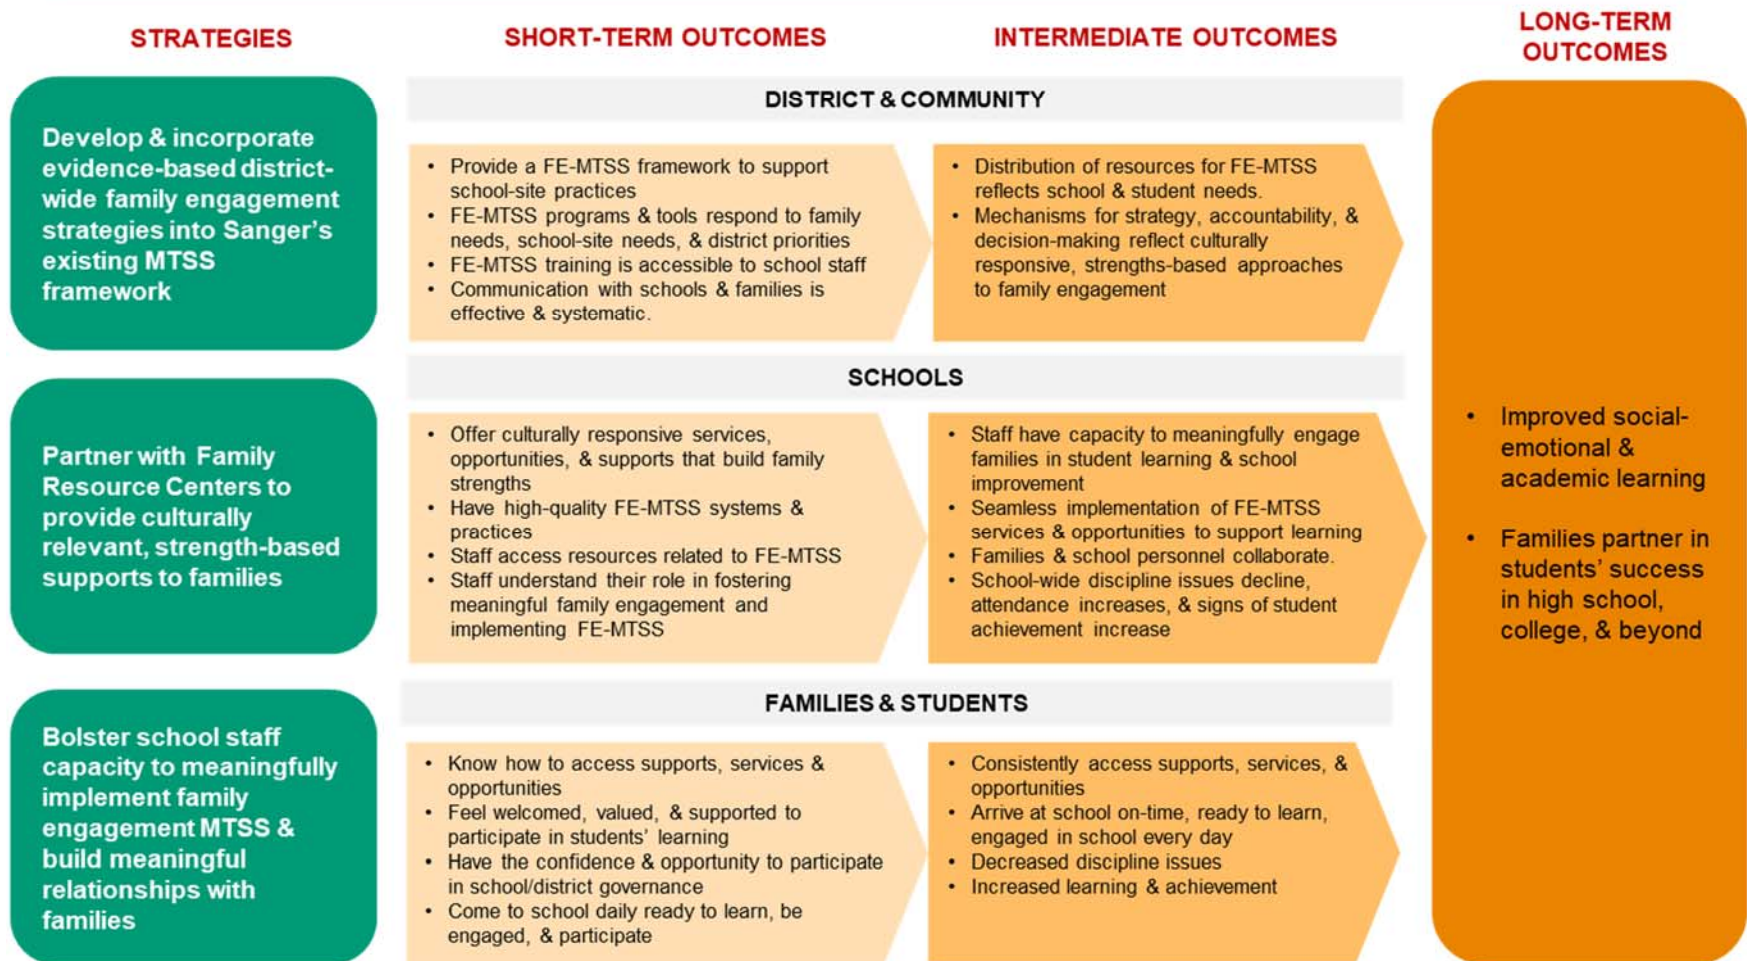 STRATEGIES
SHORT-TERM OUTCOMES
INTERMEDIATE OUTCOMES
LONG-TERM
OUTCOMES
Develop & incorporate
evidence-based district-
wide family engagement
strategies into Sanger’s
existing MTSS
framework
Partner with Family
Resource Centers to
provide culturally
relevant, strength-based
supports to families
Bolster school staff
capacity to meaningfully
implement family
engagement MTSS &
build meaningful
relationships with
families
DISTRICT & COMMUNITY
• Provide a FE-MTSS framework to support
school-site practices
• FE-MTSS programs & tools respond to family
needs, school-site needs, & district priorities
• FE-MTSS training is accessible to school staff
• Communication with schools & families is
effective & systematic.
• Distribution of resources for FE-MTSS
reflects school & student needs.
• Mechanisms for strategy, accountability, &
decision-making reflect culturally
responsive, strengths-based approaches
to family engagement
SCHOOLS
• Offer culturally responsive services,
opportunities, & supports that build family
strengths
• Have high-quality FE-MTSS systems &
practices
• Staff access resources related to FE-MTSS
• Staff understand their role in fostering
meaningful family engagement and
implementing FE-MTSS
• Staff have capacity to meaningfully engage
families in student learning & school
improvement
• Seamless implementation of FE-MTSS
services & opportunities to support learning
• Families & school personnel collaborate.
• School-wide discipline issues decline,
attendance increases, & signs of student
achievement increase
FAMILIES & STUDENTS
• Know how to access supports, services &
opportunities
• Feel welcomed, valued, & supported to
participate in students’ learning
• Have the confidence & opportunity to participate
in school/district governance
• Come to school daily ready to learn, be
engaged, & participate
• Consistently access supports, services, &
opportunities
• Arrive at school on-time, ready to learn,
engaged in school every day
• Decreased discipline issues
• Increased learning & achievement
• Improved social-
emotional &
academic learning
• Families partner in
students’ success
in high school,
college, & beyond